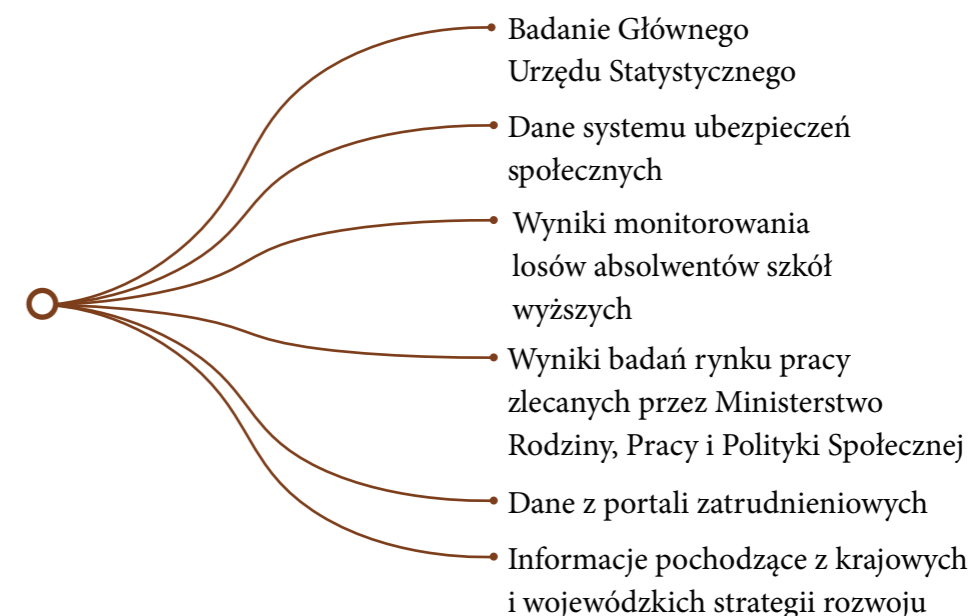 Badanie Głównego
Urzędu Statystycznego
Dane systemu ubezpieczeń
społecznych
Wyniki monitorowania
losów absolwentów szkół
wyższych
Wyniki badań rynku pracy
zlecanych przez Ministerstwo
Rodziny, Pracy i Polityki Społecznej
Dane z portali zatrudnieniowych
Informacje pochodzące z krajowych
i wojewódzkich strategii rozwoju